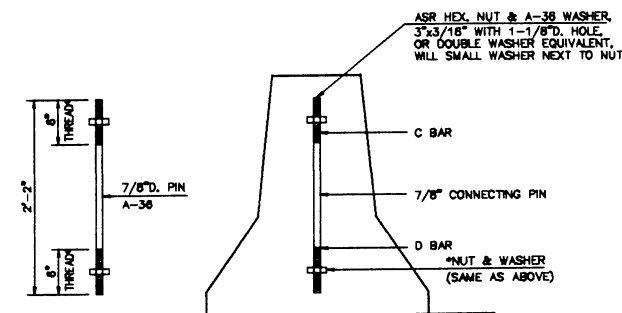 ASR HEX. NUT & A-36 WASHER,
3"x3/16" WITH 1-1/8"D. HOLE,
OR DOUBLE WASHER EQUIVALENT,
WILL SMALL WASHER NEXT TO NUT
8"
THREAD*
C BAR
2'-2"
7/8"D. PIN
A-36
7/8" CONNECTING PIN
D BAR
8"
THREAD*
*NUT & WASHER
(SAME AS ABOVE)